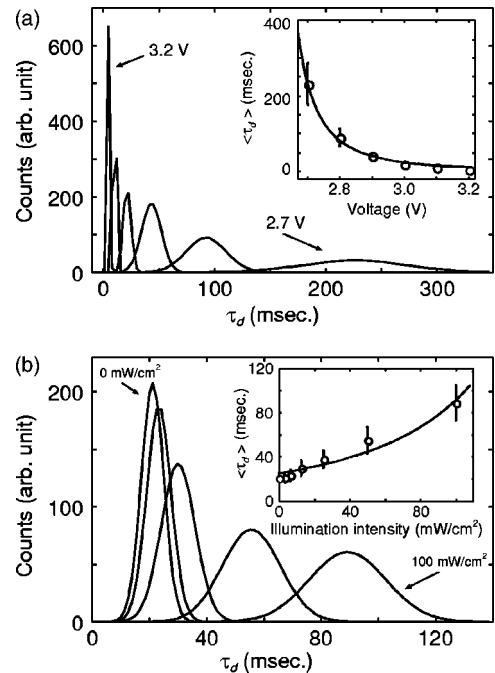 (a)
3.2 V
2.7 V
Counts (arb. unit)
600
400
200
0
0 100 200 300
τd (msec.)
<τd> (msec.)
400
200
0
2.8 3.0 3.2
Voltage (V)
(b)
0 mW/cm²
100 mW/cm²
Counts (arb. unit)
200
100
0
0 40 80 120
τd (msec.)
<τd> (msec.)
120
80
40
0
0 40 80
Illumination intensity (mW/cm²)